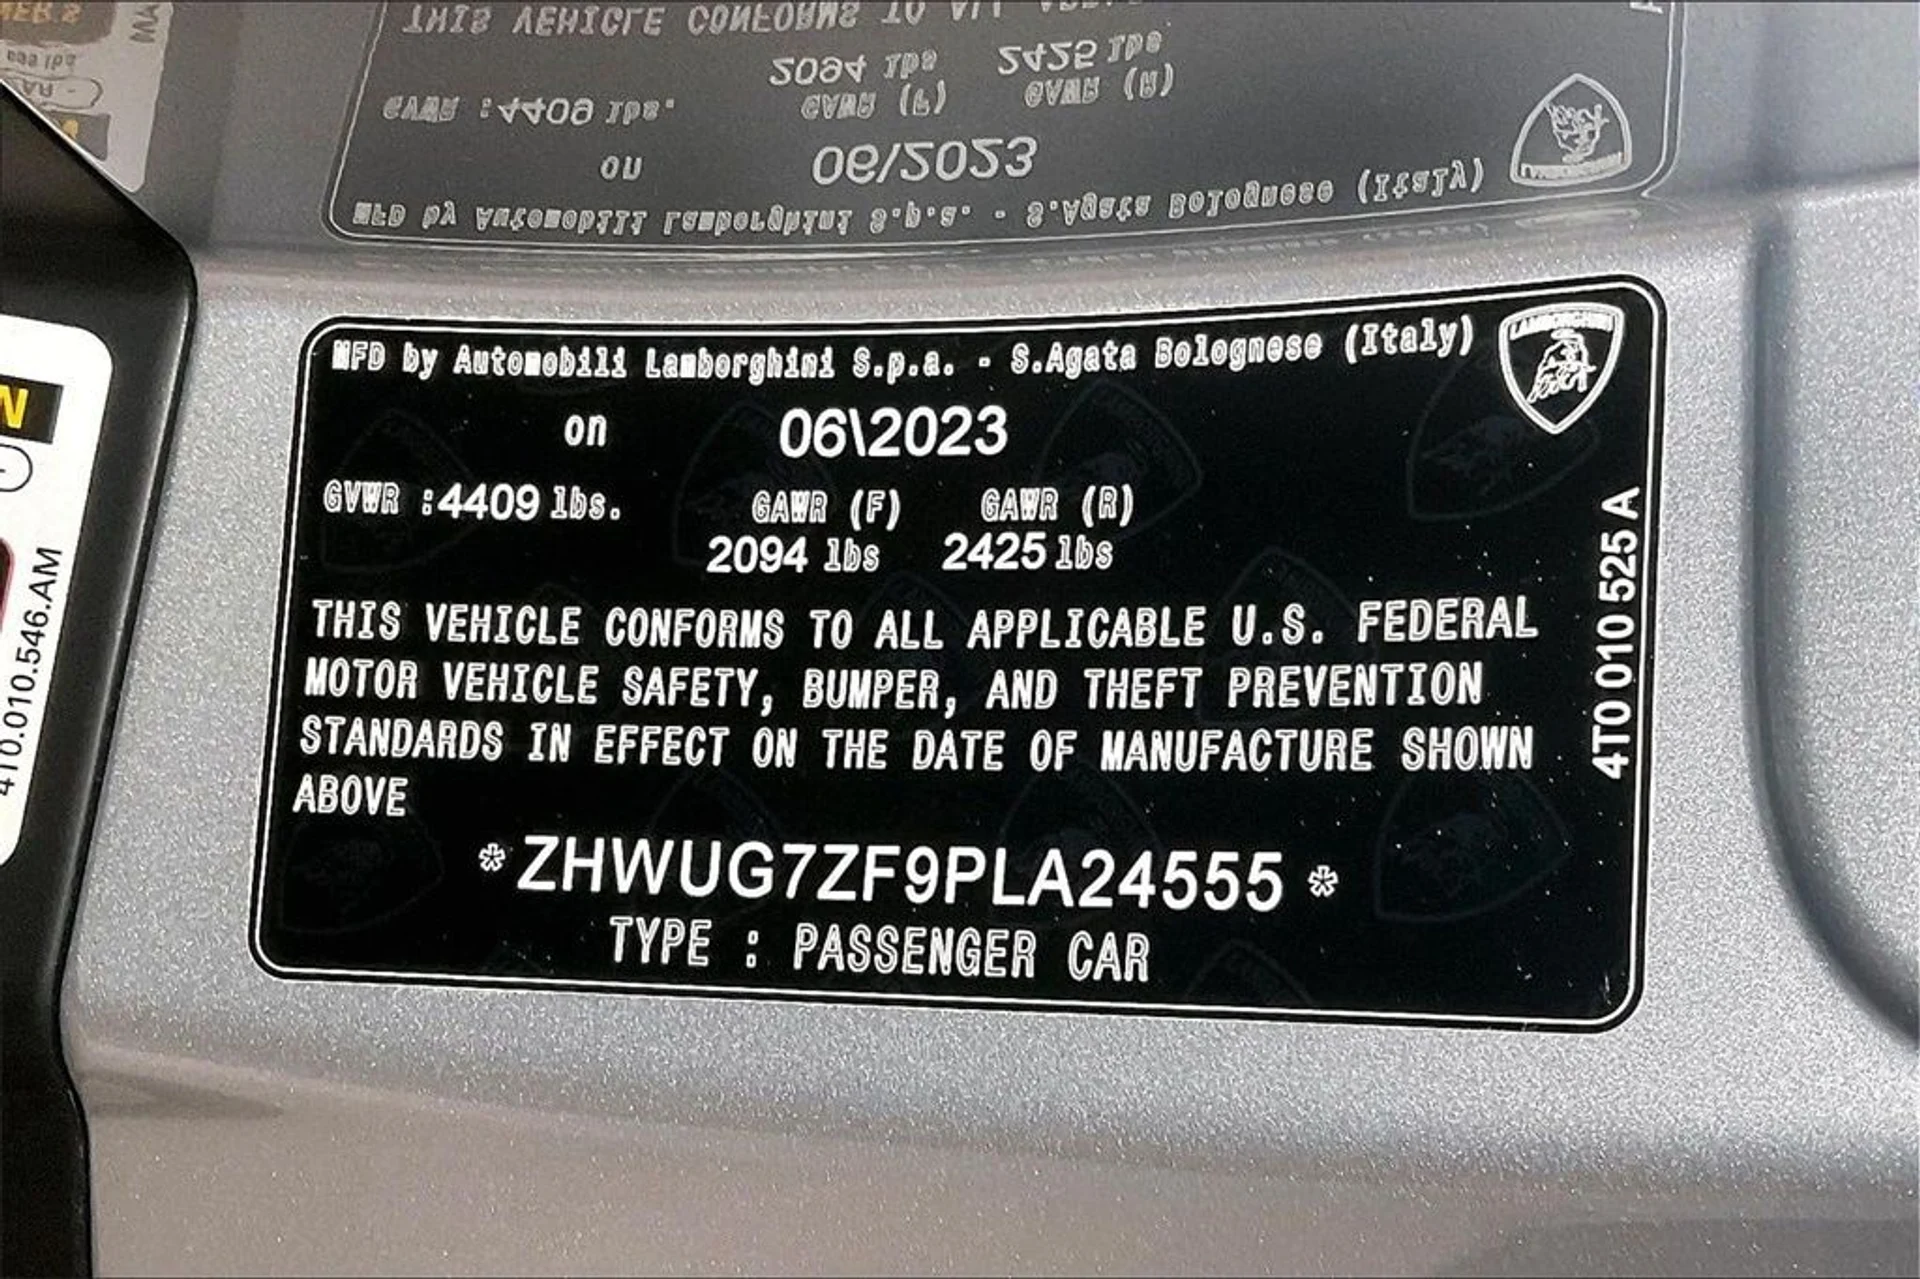 MFD by Automobili Lamborghini S.p.a. - S.Agata Bolognese (Italy)
LAMBORGHINI
on 06\2023
GVWR :4409 lbs. GAWR (F) GAWR (R)
2094 lbs 2425 lbs
THIS VEHICLE CONFORMS TO ALL APPLICABLE U.S. FEDERAL
MOTOR VEHICLE SAFETY, BUMPER, AND THEFT PREVENTION
STANDARDS IN EFFECT ON THE DATE OF MANUFACTURE SHOWN
ABOVE
*ZHWUG7ZF9PLA24555*
TYPE : PASSENGER CAR
4T0 010 525 A
N
4T0.010.546.AM